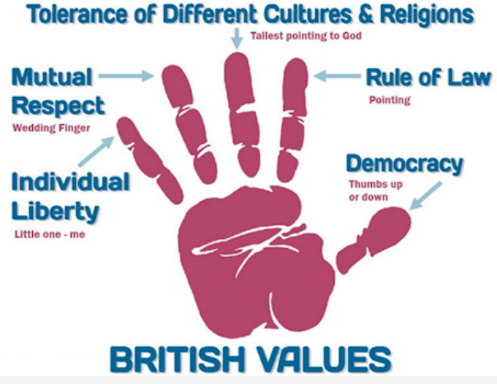 Tolerance of Different Cultures & Religions
Tallest pointing to God
Mutual
Respect
Wedding Finger
Rule of Law
Pointing
Individual
Liberty
Little one - me
Democracy
Thumbs up
or down
BRITISH VALUES